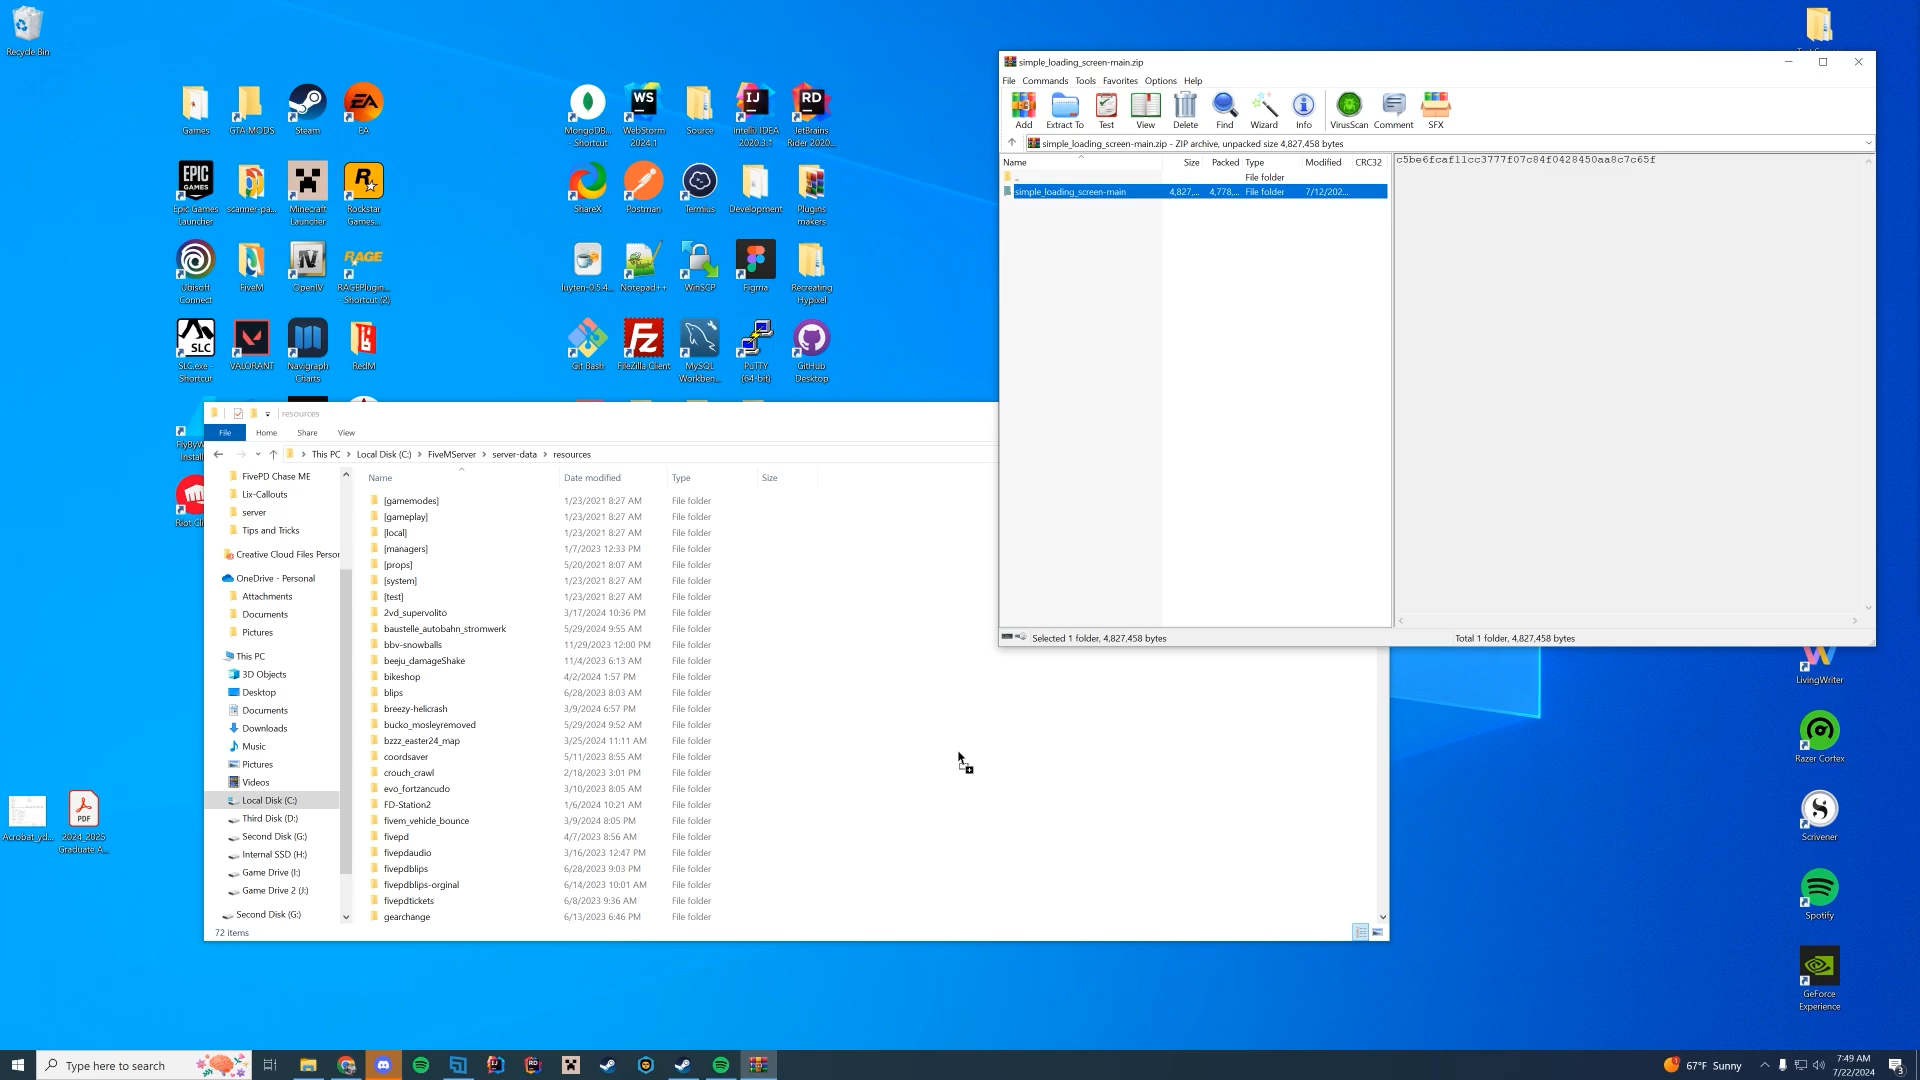 Recycle Bin
Games
GTA MODS
Steam
EA
MongoDB...
- Shortcut
WebStorm
2024.1
Source
IntelliJ IDEA
2020.3.1
JetBrains
Rider 2020...
Epic Games
Launcher
scanner-pa...
Minecraft
Launcher
Rockstar
Games...
ShareX
Postman
Termius
Development
Plugins
makers
Ubisoft
Connect
FiveM
OpenIV
RAGEPlugin...
- Shortcut (2)
luyten-0.5.4...
Notepad++
WinSCP
Figma
Recreating
Hypixel
SLC.exe -
Shortcut
VALORANT
Navigraph
Charts
RedM
Git Bash
FileZilla Client
MySQL
Workben...
PuTTY
(64-bit)
GitHub
Desktop
simple_loading_screen-main.zip
File Commands Tools Favorites Options Help
Add Extract To Test View Delete Find Wizard Info VirusScan Comment SFX
simple_loading_screen-main.zip - ZIP archive, unpacked size 4,827,458 bytes
Name Size Packed Type Modified CRC32
.. File folder
simple_loading_screen-main 4,827,... 4,778,... File folder 7/12/202...
c5be6fcaf11cc3777f07c84f0428450aa8c7c65f
Selected 1 folder, 4,827,458 bytes
Total 1 folder, 4,827,458 bytes
resources
File Home Share View
This PC > Local Disk (C:) > FiveMServer > server-data > resources
FivePD Chase ME
Lix-Callouts
server
Tips and Tricks
Creative Cloud Files Person
OneDrive - Personal
Attachments
Documents
Pictures
This PC
3D Objects
Desktop
Documents
Downloads
Music
Pictures
Videos
Local Disk (C:)
Third Disk (D:)
Second Disk (G:)
Internal SSD (H:)
Game Drive (I:)
Game Drive 2 (J:)
Second Disk (G:)
Name Date modified Type Size
[gamemodes] 1/23/2021 8:27 AM File folder
[gameplay] 1/23/2021 8:27 AM File folder
[local] 1/23/2021 8:27 AM File folder
[managers] 1/7/2023 12:33 PM File folder
[props] 5/20/2021 8:07 AM File folder
[system] 1/23/2021 8:27 AM File folder
[test] 1/23/2021 8:27 AM File folder
2vd_supervolito 3/17/2024 10:36 PM File folder
baustelle_autobahn_stromwerk 5/29/2024 9:55 AM File folder
bbv-snowballs 11/29/2023 12:00 PM File folder
beeju_damageShake 11/4/2023 6:13 AM File folder
bikeshop 4/2/2024 1:57 PM File folder
blips 6/28/2023 8:03 AM File folder
breezy-helicrash 3/9/2024 6:57 PM File folder
bucko_mosleyremoved 5/29/2024 9:52 AM File folder
bzzz_easter24_map 3/25/2024 11:11 AM File folder
coordsaver 5/11/2023 8:55 AM File folder
crouch_crawl 2/18/2023 3:01 PM File folder
evo_fortzancudo 3/10/2023 8:05 AM File folder
FD-Station2 1/6/2024 10:21 AM File folder
fivem_vehicle_bounce 3/9/2024 8:05 PM File folder
fivepd 4/7/2023 8:56 AM File folder
fivepdaudio 3/16/2023 12:47 PM File folder
fivepdblips 6/28/2023 9:03 PM File folder
fivepdblips-orginal 6/14/2023 10:01 AM File folder
fivepdtickets 6/8/2023 9:36 AM File folder
gearchange 6/13/2023 6:46 PM File folder
72 items
Acrobat_yd...
2024_2025
Graduate A...
LivingWriter
Razer Cortex
Scrivener
Spotify
GeForce
Experience
Type here to search
67°F Sunny
7:49 AM
7/22/2024